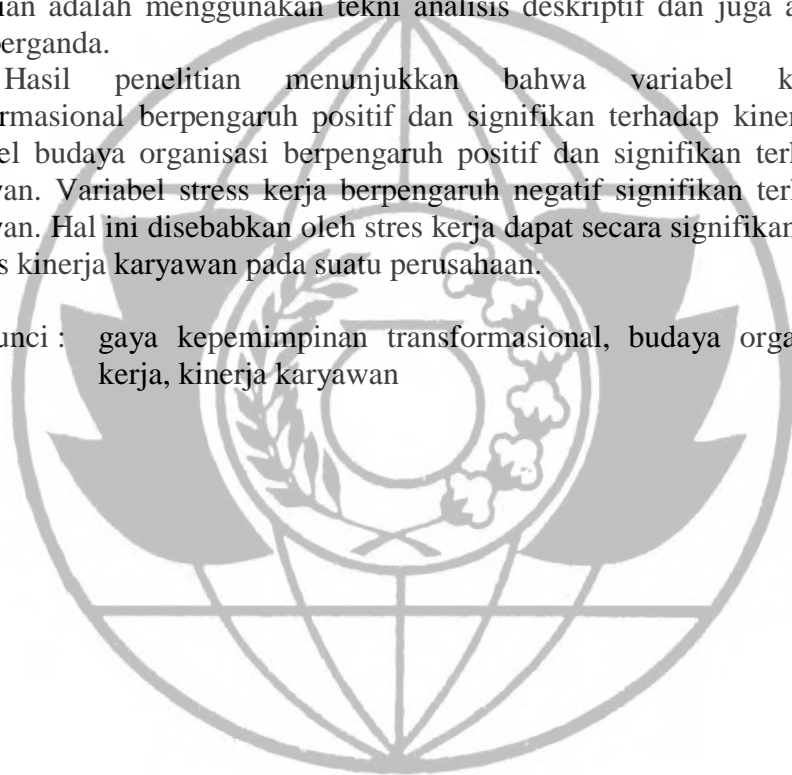 ian adalah menggunakan tekni analisis deskriptif dan juga a
berganda.
Hasil penelitian menunjukkan bahwa variabel k
rmasional berpengaruh positif dan signifikan terhadap kiner
el budaya organisasi berpengaruh positif dan signifikan terh
wan. Variabel stress kerja berpengaruh negatif signifikan terh
wan. Hal ini disebabkan oleh stres kerja dapat secara signifikan
s kinerja karyawan pada suatu perusahaan.
unci : gaya kepemimpinan transformasional, budaya orga
kerja, kinerja karyawan